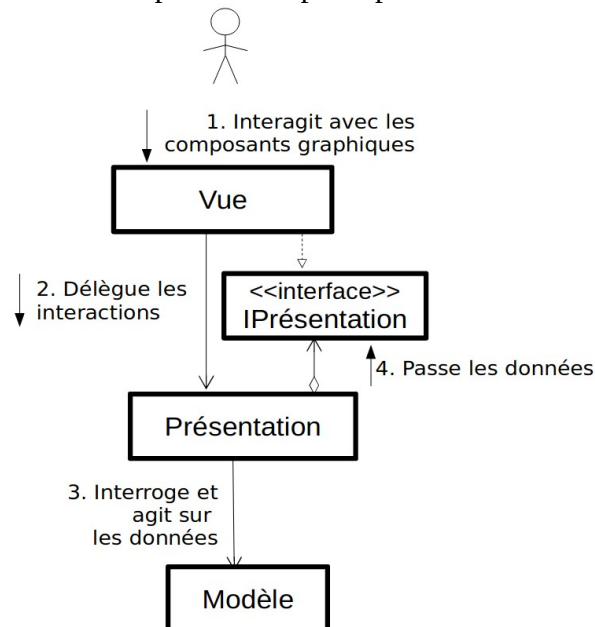 1. Interagit avec les
composants graphiques
Vue
2. Délègue les
interactions
<<interface>>
IPrésentation
4. Passe les données
Présentation
3. Interroge et
agit sur
les données
Modèle